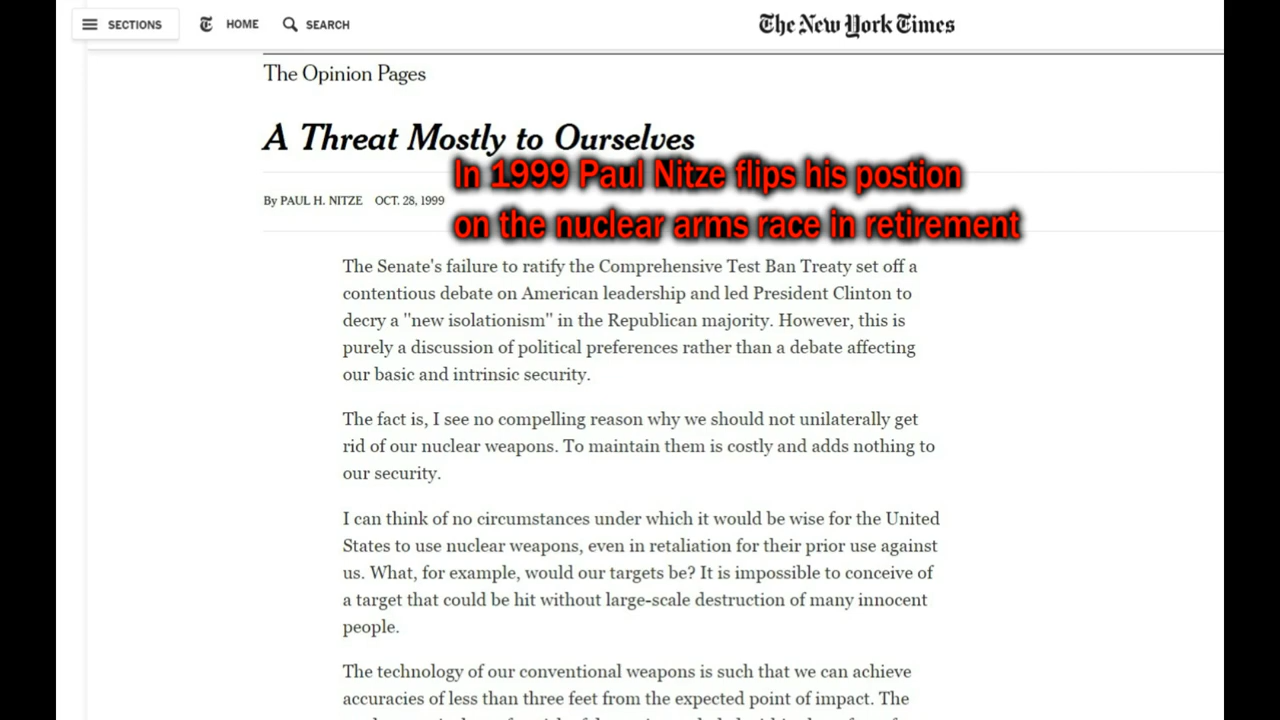 SECTIONS HOME SEARCH The New York Times
The Opinion Pages
A Threat Mostly to Ourselves
In 1999 Paul Nitze flips his postion
on the nuclear arms race in retirement
By PAUL H. NITZE OCT. 28, 1999
The Senate's failure to ratify the Comprehensive Test Ban Treaty set off a
contentious debate on American leadership and led President Clinton to
decry a "new isolationism" in the Republican majority. However, this is
purely a discussion of political preferences rather than a debate affecting
our basic and intrinsic security.
The fact is, I see no compelling reason why we should not unilaterally get
rid of our nuclear weapons. To maintain them is costly and adds nothing to
our security.
I can think of no circumstances under which it would be wise for the United
States to use nuclear weapons, even in retaliation for their prior use against
us. What, for example, would our targets be? It is impossible to conceive of
a target that could be hit without large-scale destruction of many innocent
people.
The technology of our conventional weapons is such that we can achieve
accuracies of less than three feet from the expected point of impact. The